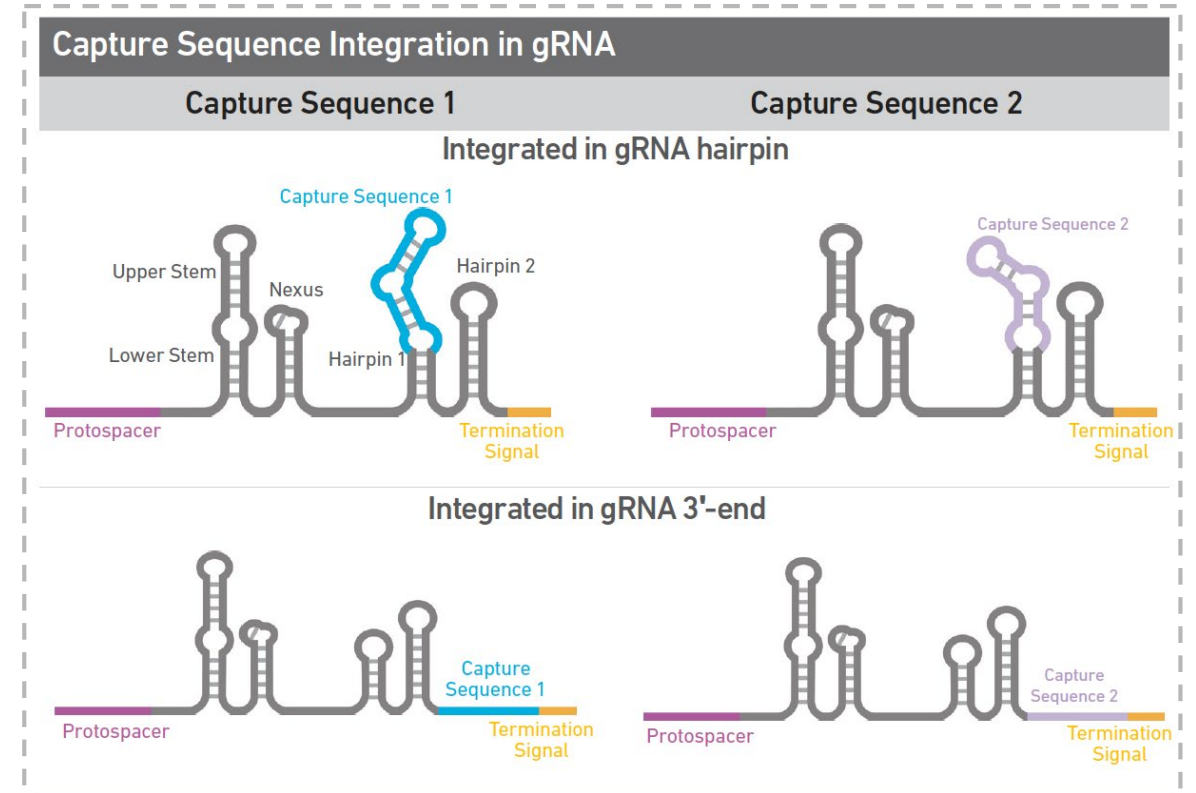 Capture Sequence Integration in gRNA
Capture Sequence 1
Capture Sequence 2
Integrated in gRNA hairpin
Capture Sequence 1
Upper Stem
Nexus
Hairpin 2
Lower Stem
Hairpin 1
Protospacer
Termination
Signal
Capture Sequence 2
Protospacer
Termination
Signal
Integrated in gRNA 3'-end
Capture
Sequence 1
Protospacer
Termination
Signal
Capture
Sequence 2
Protospacer
Termination
Signal